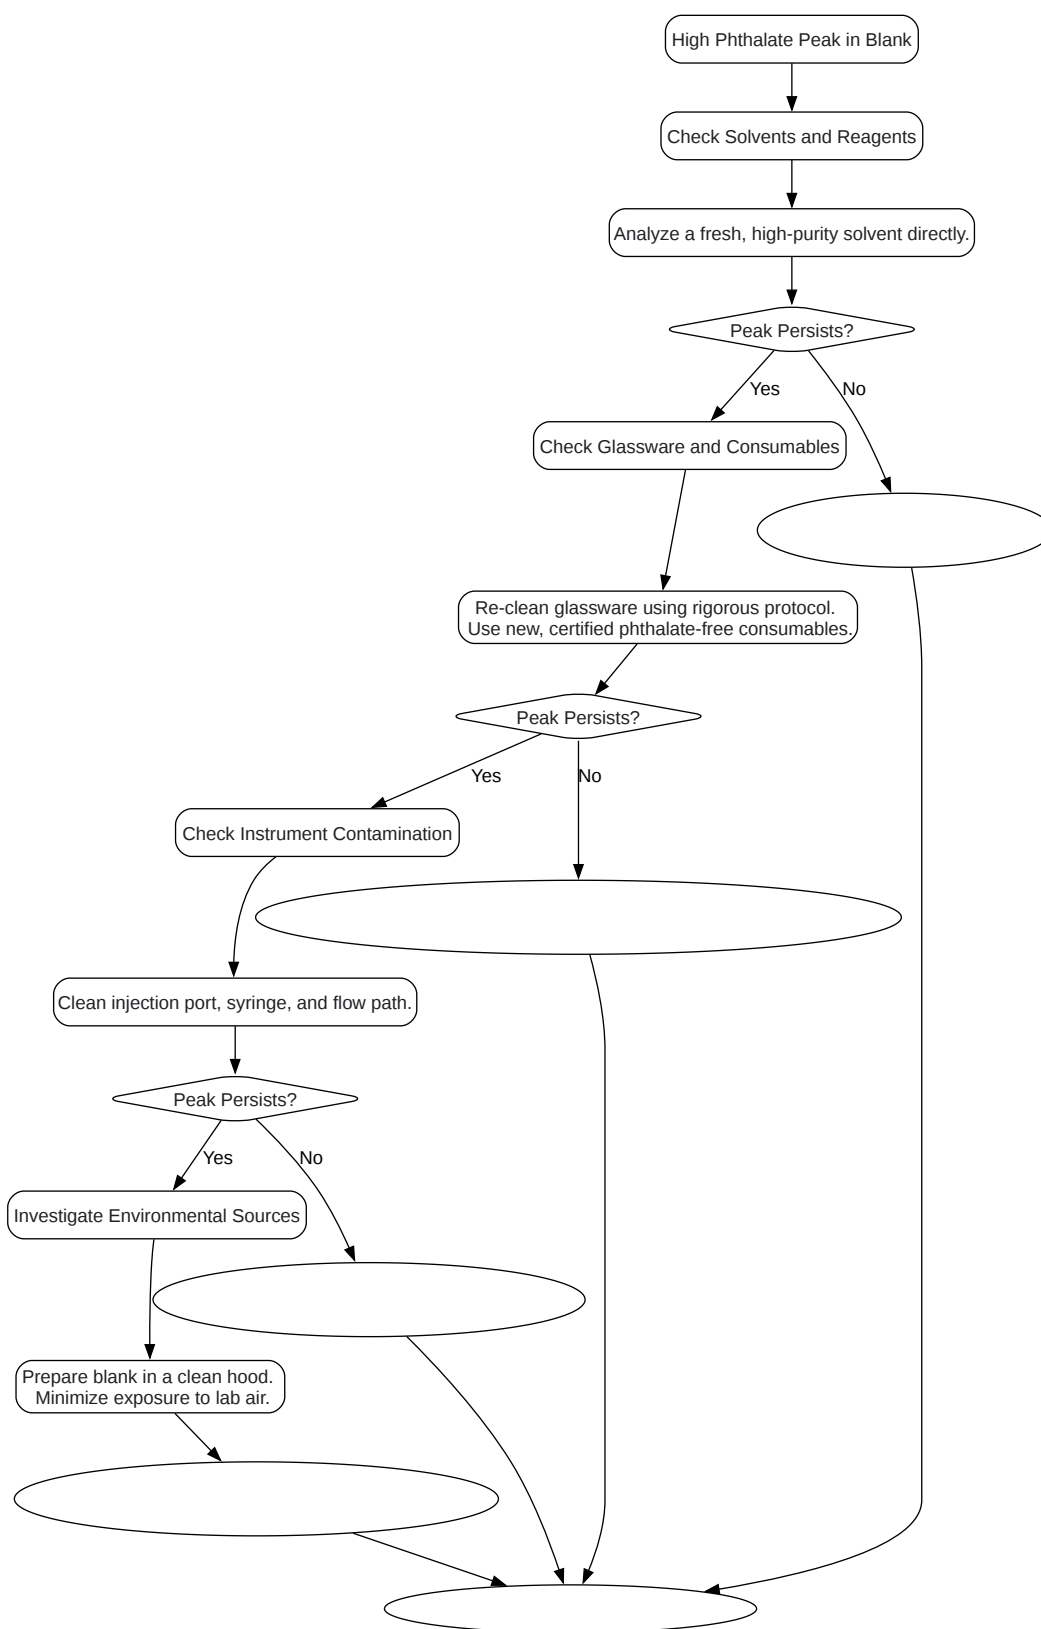 High Phthalate Peak in Blank
Check Solvents and Reagents
Analyze a fresh, high-purity solvent directly.
Peak Persists?
Yes
No
Check Glassware and Consumables
Re-clean glassware using rigorous protocol.
Use new, certified phthalate-free consumables.
Peak Persists?
Yes
No
Check Instrument Contamination
Clean injection port, syringe, and flow path.
Peak Persists?
Yes
No
Investigate Environmental Sources
Prepare blank in a clean hood.
Minimize exposure to lab air.